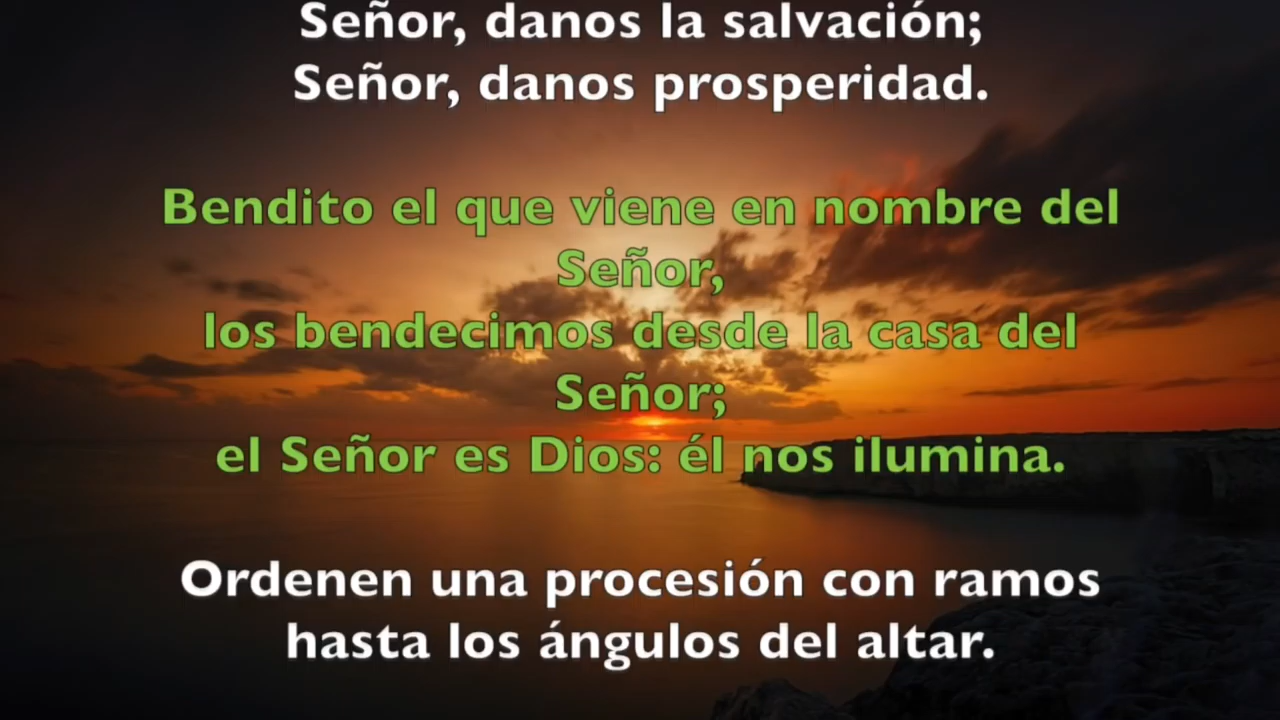 Señor, danos la salvación;
Señor, danos prosperidad.
Bendito el que viene en nombre del
Señor,
los bendecimos desde la casa del
Señor;
el Señor es Dios: él nos ilumina.
Ordenen una procesión con ramos
hasta los ángulos del altar.